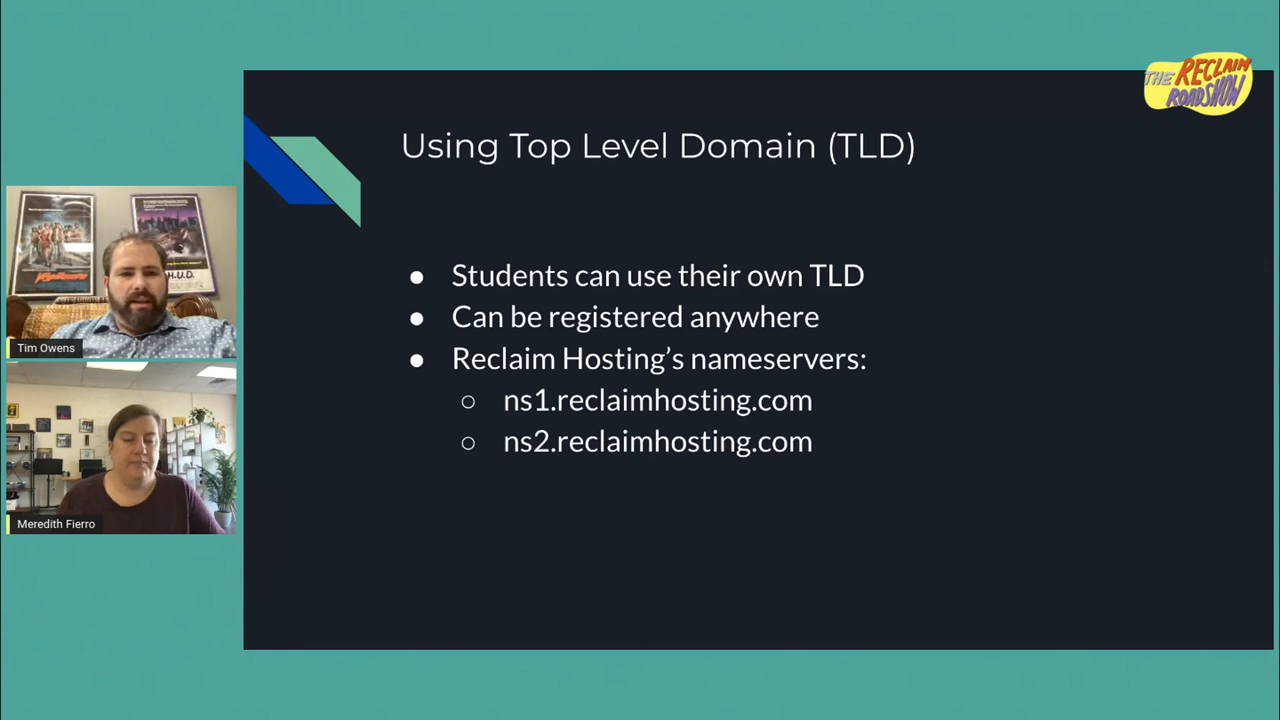 THE RECLAIM
ROADSHOW
Using Top Level Domain (TLD)
● Students can use their own TLD
● Can be registered anywhere
● Reclaim Hosting’s nameservers:
○ ns1.reclaimhosting.com
○ ns2.reclaimhosting.com
Tim Owens
Meredith Fierro